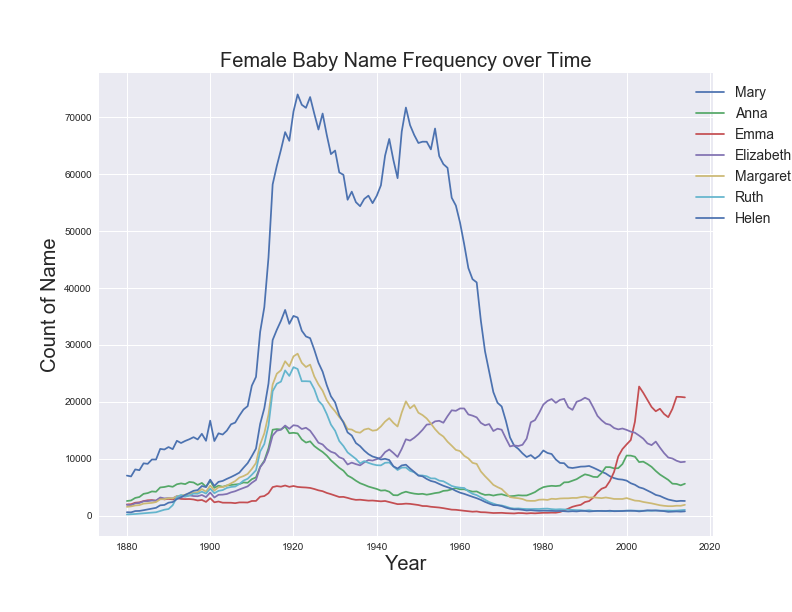 Female Baby Name Frequency over Time
Mary
Anna
Emma
Elizabeth
Margaret
Ruth
Helen
Count of Name
70000
60000
50000
40000
30000
20000
10000
0
1880 1900 1920 1940 1960 1980 2000 2020
Year